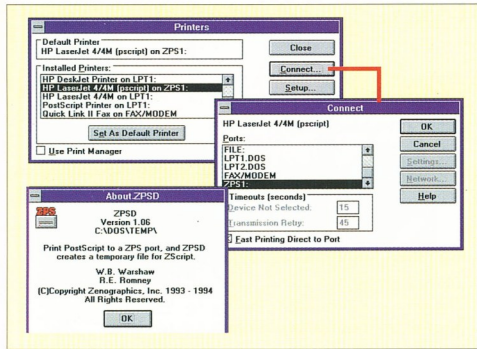 Printers
Default Printer
HP LaserJet 4/4M (pscript) on ZPS1:
Installed Printers:
HP DeskJet Printer on LPT1:
HP LaserJet 4/4M (pscript) on ZPS1:
HP LaserJet 4/4M on LPT1:
PostScript Printer on LPT1:
Quick Link II Fax on FAX/MODEM
Set As Default Printer
Use Print Manager
Close
Connect...
Setup...
Connect
HP LaserJet 4/4M (pscript)
Ports:
FILE:
LPT1.DOS
LPT2.DOS
FAX/MODEM
ZPS1:
Timeouts (seconds)
Device Not Selected: 15
Transmission Retry: 45
Fast Printing Direct to Port
OK
Cancel
Settings...
Network...
Help
About ZPSD
ZPS
ZPSD
Version 1.06
C:\DOS\TEMP\
Print PostScript to a ZPS port, and ZPSD
creates a temporary file for ZScript.
W.B. Warshaw
R.E. Romney
(C)Copyright Zenographics, Inc. 1993 - 1994
All Rights Reserved.
OK